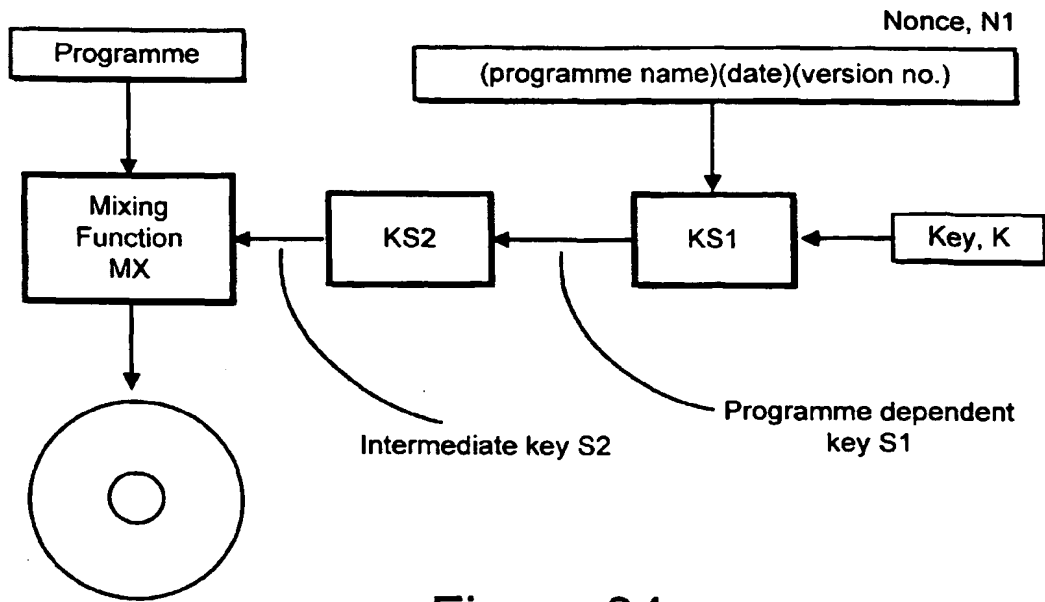 Nonce, N1
Programme
(programme name)(date)(version no.)
Mixing
Function
MX
KS2
KS1
Key, K
Intermediate key S2
Programme dependent
key S1